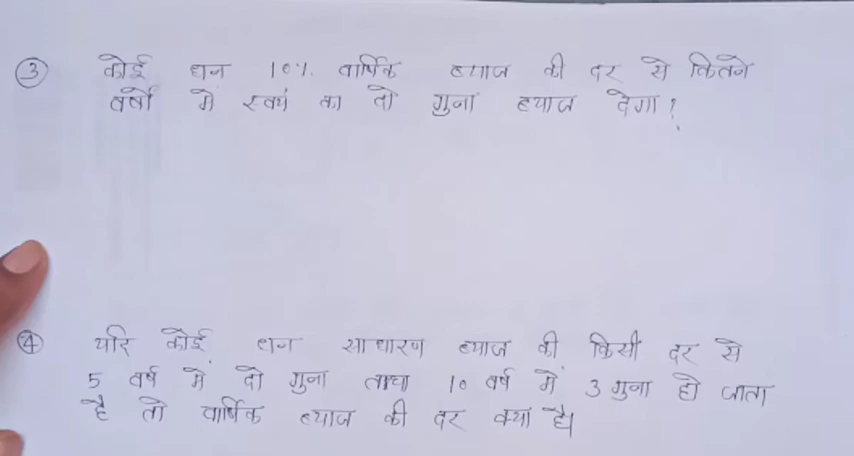 ③ कोई धन 10% वार्षिक ब्याज की दर से कितने
वर्षों में स्वयं का दो गुना ब्याज देगा?
④ यदि कोई धन साधारण ब्याज की किसी दर से
5 वर्ष में दो गुना तथा 10 वर्ष में 3 गुना हो जाता
है तो वार्षिक ब्याज की दर क्या है।